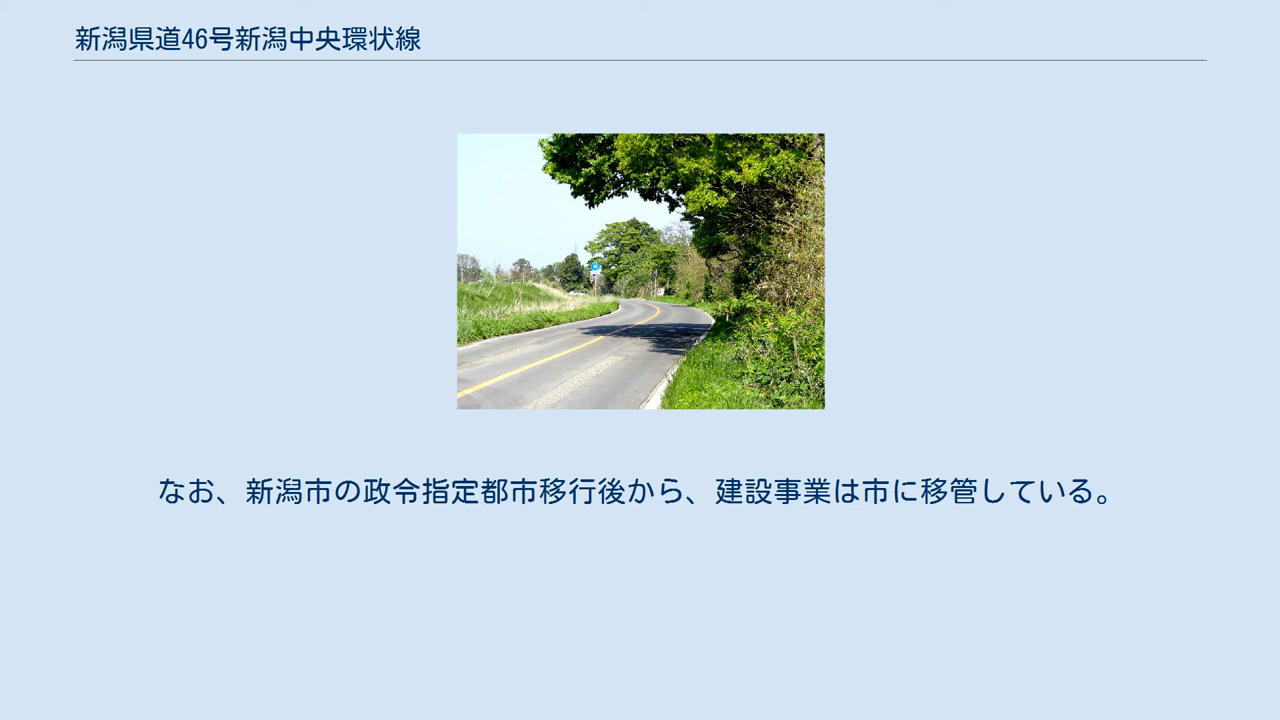 新潟県道46号新潟中央環状線
なお、新潟市の政令指定都市移行後から、建設事業は市に移管している。